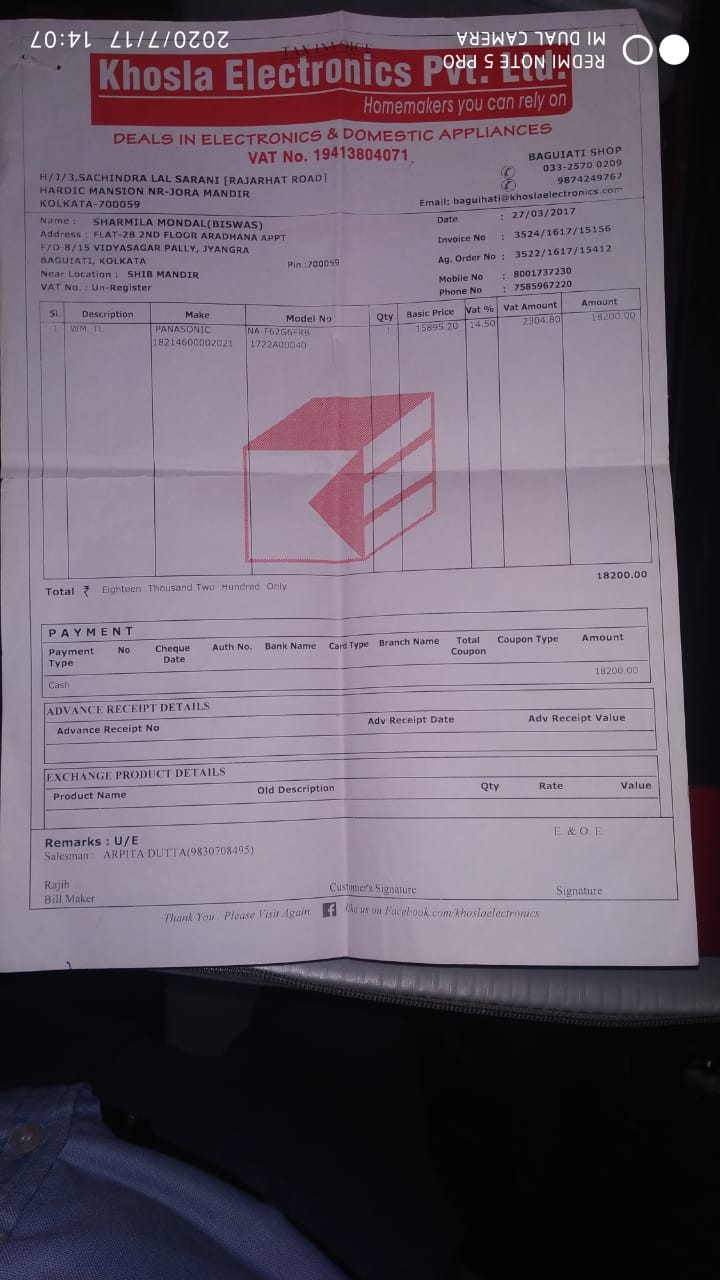 2020/7/17 14:07
REDMI NOTE 5 PRO
MI DUAL CAMERA
TAX INVOICE
Khosla Electronics Pvt. Ltd.
Homemakers you can rely on
DEALS IN ELECTRONICS & DOMESTIC APPLIANCES
VAT No. 19413804071
H/J/3,SACHINDRA LAL SARANI [RAJARHAT ROAD]
HARDIC MANSION NR-JORA MANDIR
KOLKATA-700059
BAGUIATI SHOP
033-2570 0209
9874249767
Email: baguihati@khoslaelectronics.com
Name : SHARMILA MONDAL(BISWAS)
Address : FLAT-2B 2ND FLOOR ARADHANA APPT
F/D-8/15 VIDYASAGAR PALLY, JYANGRA
BAGUIATI, KOLKATA Pin :700059
Near Location : SHIB MANDIR
VAT No. : Un-Register
Date : 27/03/2017
Invoice No : 3524/1617/15156
Ag. Order No : 3522/1617/15412
Mobile No : 8001737230
Phone No : 7585967220
Sl. Description Make Model No Qty Basic Price Vat % Vat Amount Amount
1 WM TL PANASONIC NA-F62G6FRB 1 15895.20 14.50 2304.80 18200.00
18214600002021 1722A00040
Total ₹ Eighteen Thousand Two Hundred Only 18200.00
PAYMENT
Payment Type No Cheque Date Auth No. Bank Name Card Type Branch Name Total Coupon Coupon Type Amount
Cash 18200.00
ADVANCE RECEIPT DETAILS
Advance Receipt No Adv Receipt Date Adv Receipt Value
EXCHANGE PRODUCT DETAILS
Product Name Old Description Qty Rate Value
Remarks : U/E
E. & O. E.
Salesman : ARPITA DUTTA(9830708495)
Rajib
Bill Maker Customer's Signature Signature
Thank You . Please Visit Again f like us on Facebook.com/khoslaelectronics